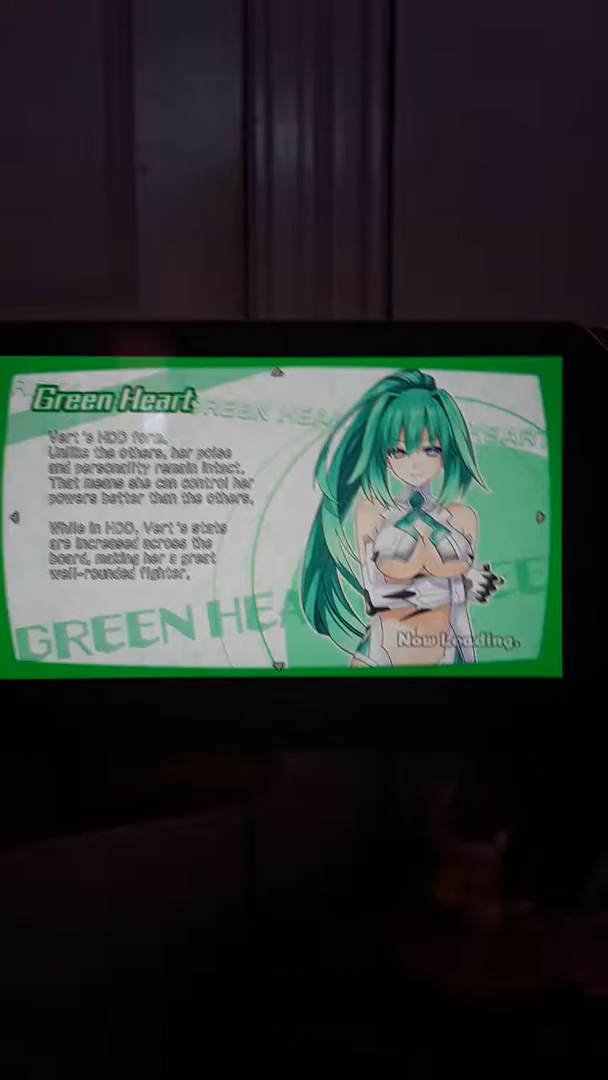 Green Heart
GREEN HEART
HEART
Vert's HDD form.
Unlike the others, her poise
and personality remain intact.
That means she can control her
powers better than the others.
While in HDD, Vert's stats
are increased across the
board, making her a great
well-rounded fighter.
GREEN HEA
Now Loading.